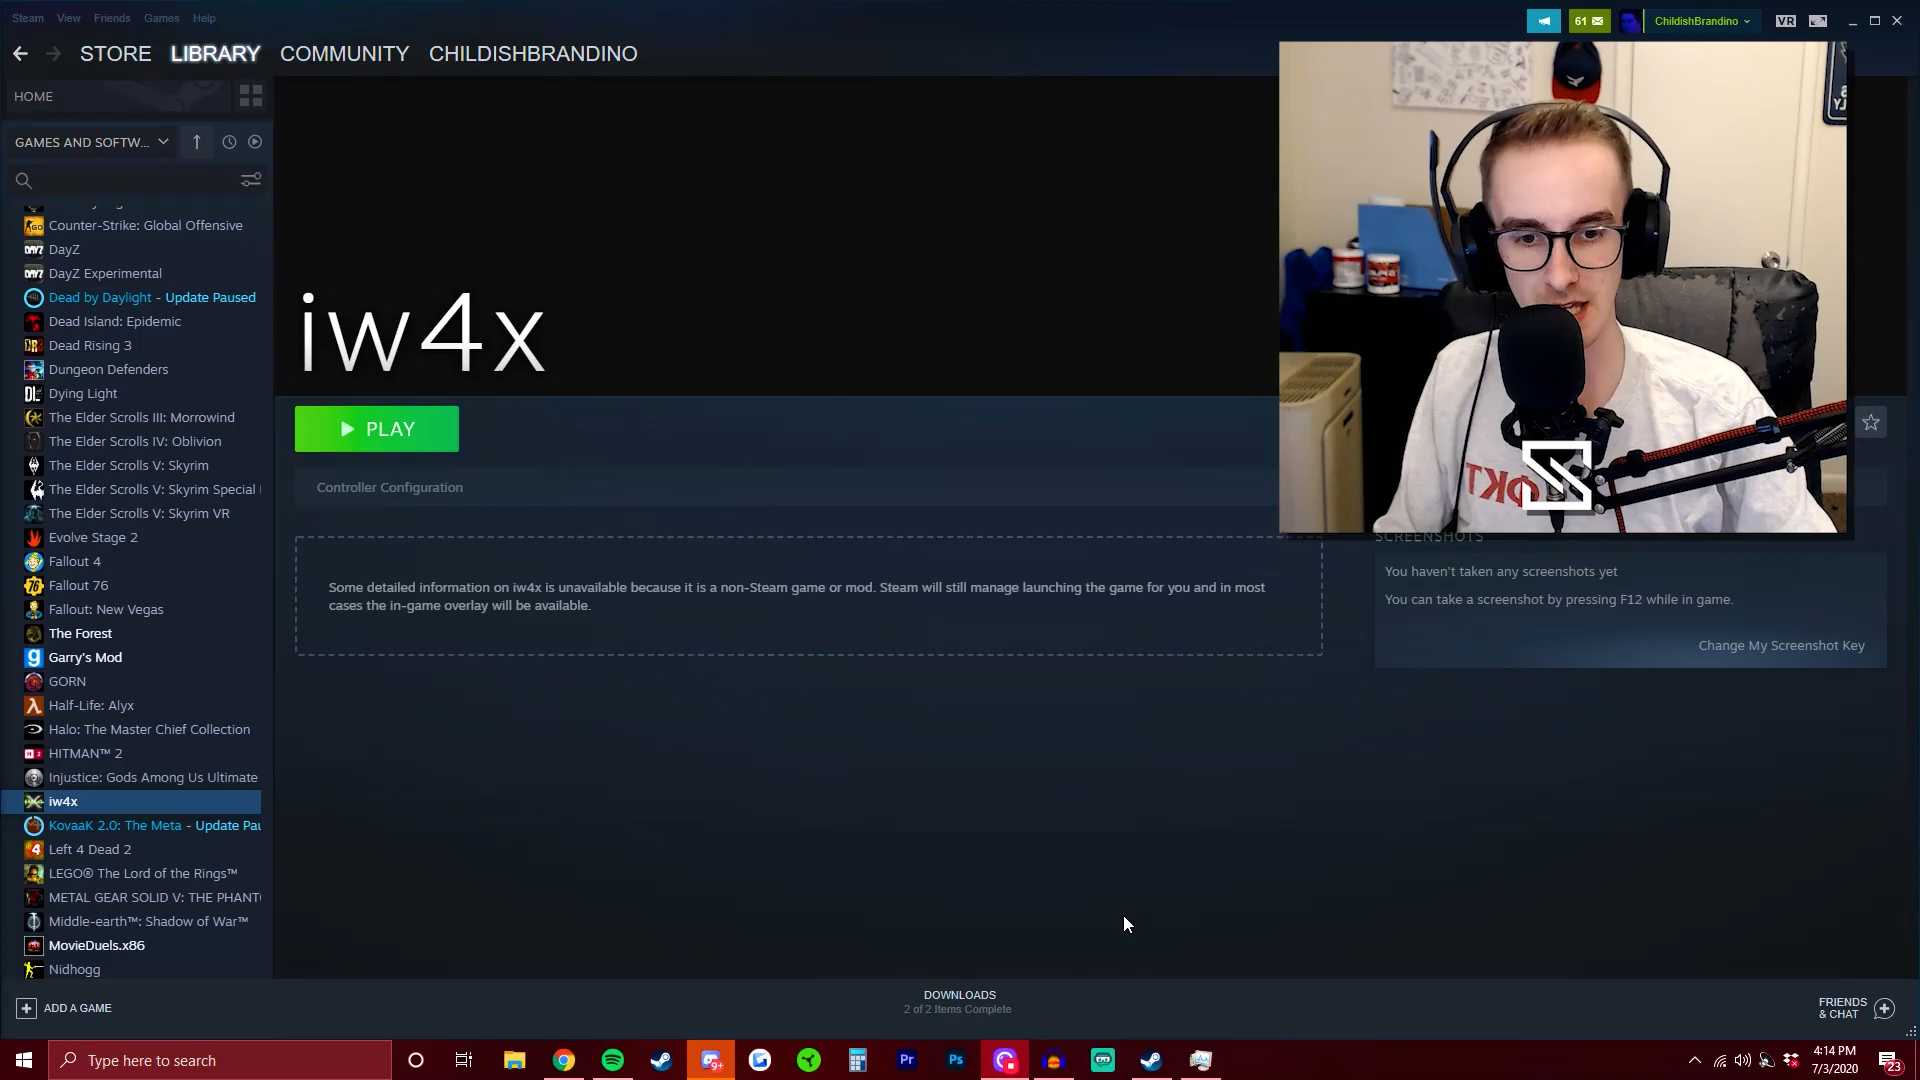 Steam View Friends Games Help
61
ChildishBrandino
VR
STORE LIBRARY COMMUNITY CHILDISHBRANDINO
HOME
GAMES AND SOFTW...
Counter-Strike: Global Offensive
DayZ
DayZ Experimental
Dead by Daylight - Update Paused
Dead Island: Epidemic
Dead Rising 3
Dungeon Defenders
Dying Light
The Elder Scrolls III: Morrowind
The Elder Scrolls IV: Oblivion
The Elder Scrolls V: Skyrim
The Elder Scrolls V: Skyrim Special
The Elder Scrolls V: Skyrim VR
Evolve Stage 2
Fallout 4
Fallout 76
Fallout: New Vegas
The Forest
Garry's Mod
GORN
Half-Life: Alyx
Halo: The Master Chief Collection
HITMAN™ 2
Injustice: Gods Among Us Ultimate
iw4x
KovaaK 2.0: The Meta - Update Pau
Left 4 Dead 2
LEGO® The Lord of the Rings™
METAL GEAR SOLID V: THE PHANT
Middle-earth™: Shadow of War™
MovieDuels.x86
Nidhogg
iw4x
PLAY
Controller Configuration
Some detailed information on iw4x is unavailable because it is a non-Steam game or mod. Steam will still manage launching the game for you and in most
cases the in-game overlay will be available.
SCREENSHOTS
You haven't taken any screenshots yet
You can take a screenshot by pressing F12 while in game.
Change My Screenshot Key
ADD A GAME
DOWNLOADS
2 of 2 Items Complete
FRIENDS
& CHAT
Type here to search
9+
Pr
Ps
4:14 PM
7/3/2020
23